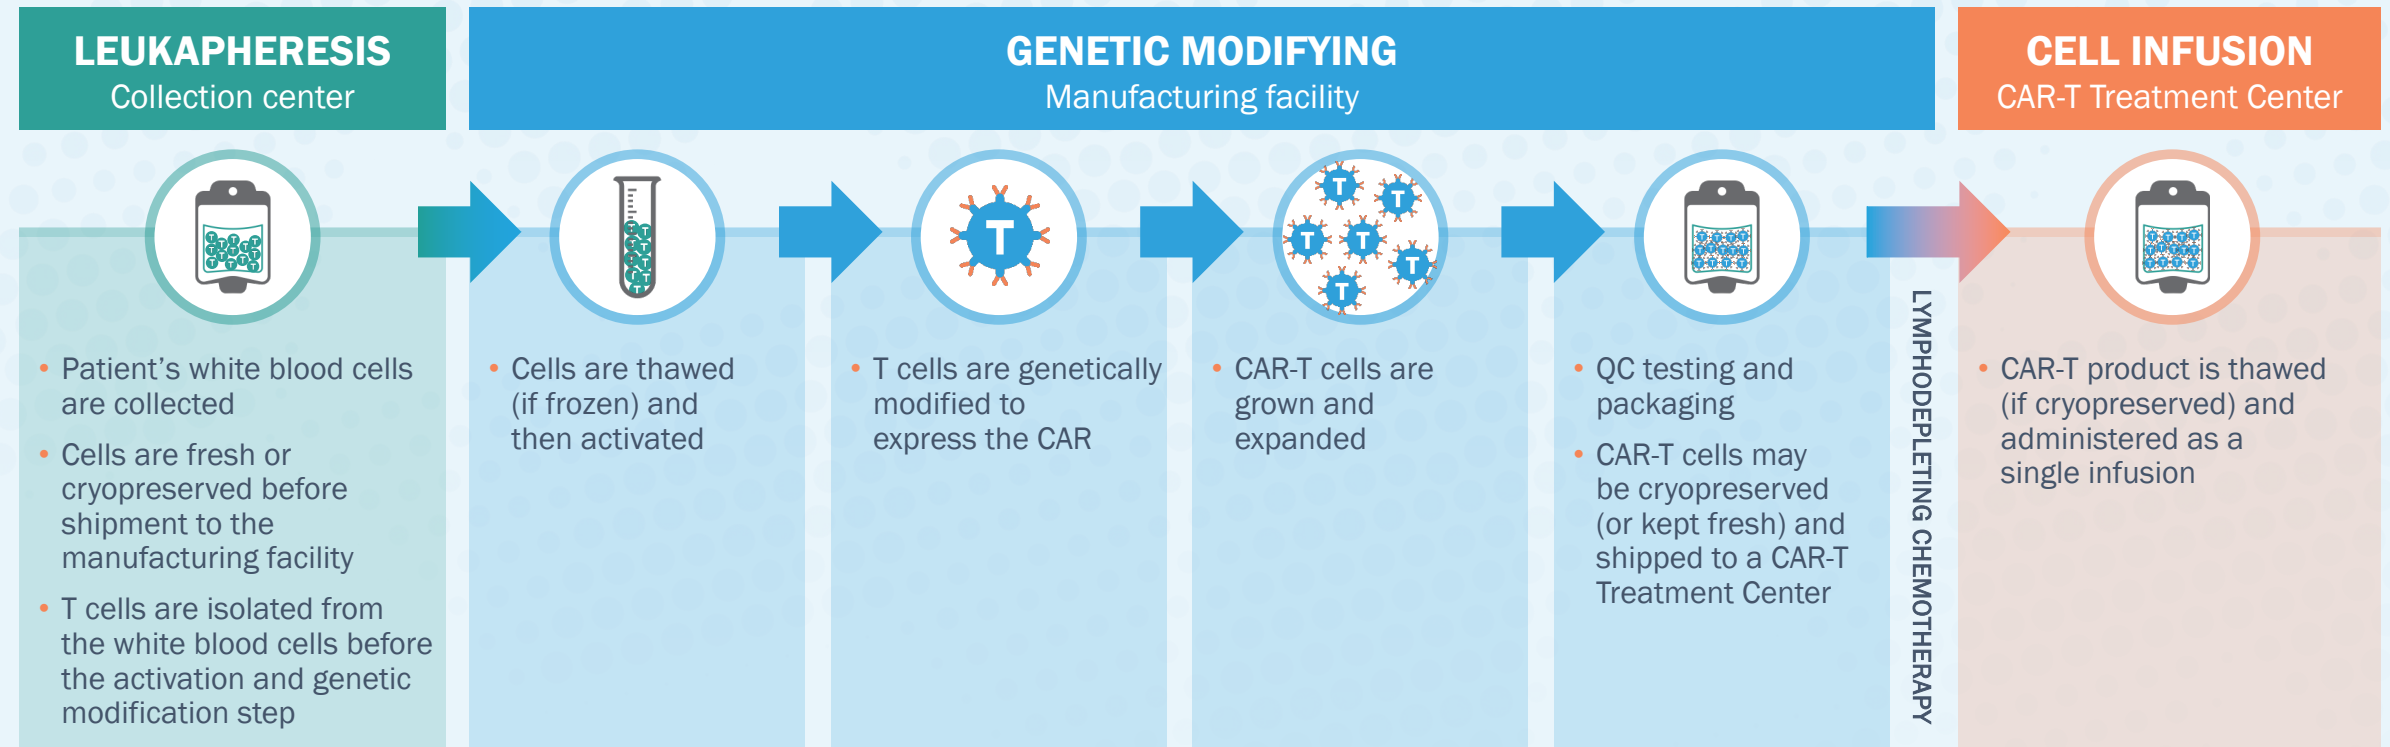 LEUKAPHERESIS
Collection center
• Patient's white blood cells
are collected
• Cells are fresh or
cryopreserved before
shipment to the
manufacturing facility
• T cells are isolated from
the white blood cells before
the activation and genetic
modification step
GENETIC MODIFYING
Manufacturing facility
• Cells are thawed
(if frozen) and
then activated
T
• T cells are genetically
modified to
express the CAR
T
T
T
T
T
T
• CAR-T cells are
grown and
expanded
• QC testing and
packaging
• CAR-T cells may
be cryopreserved
(or kept fresh) and
shipped to a CAR-T
Treatment Center
LYMPHODEPLETING CHEMOTHERAPY
CELL INFUSION
CAR-T Treatment Center
• CAR-T product is thawed
(if cryopreserved) and
administered as a
single infusion